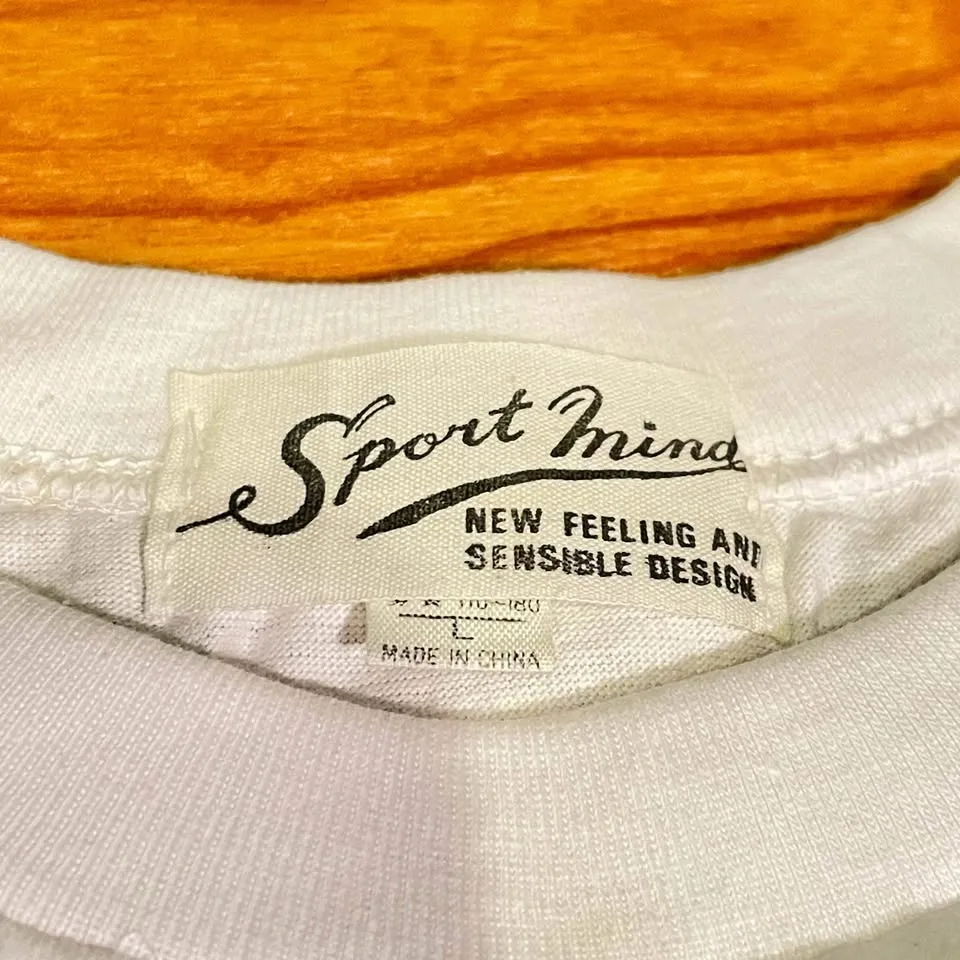 Sport Mind
NEW FEELING AND
SENSIBLE DESIGN
L
MADE IN CHINA